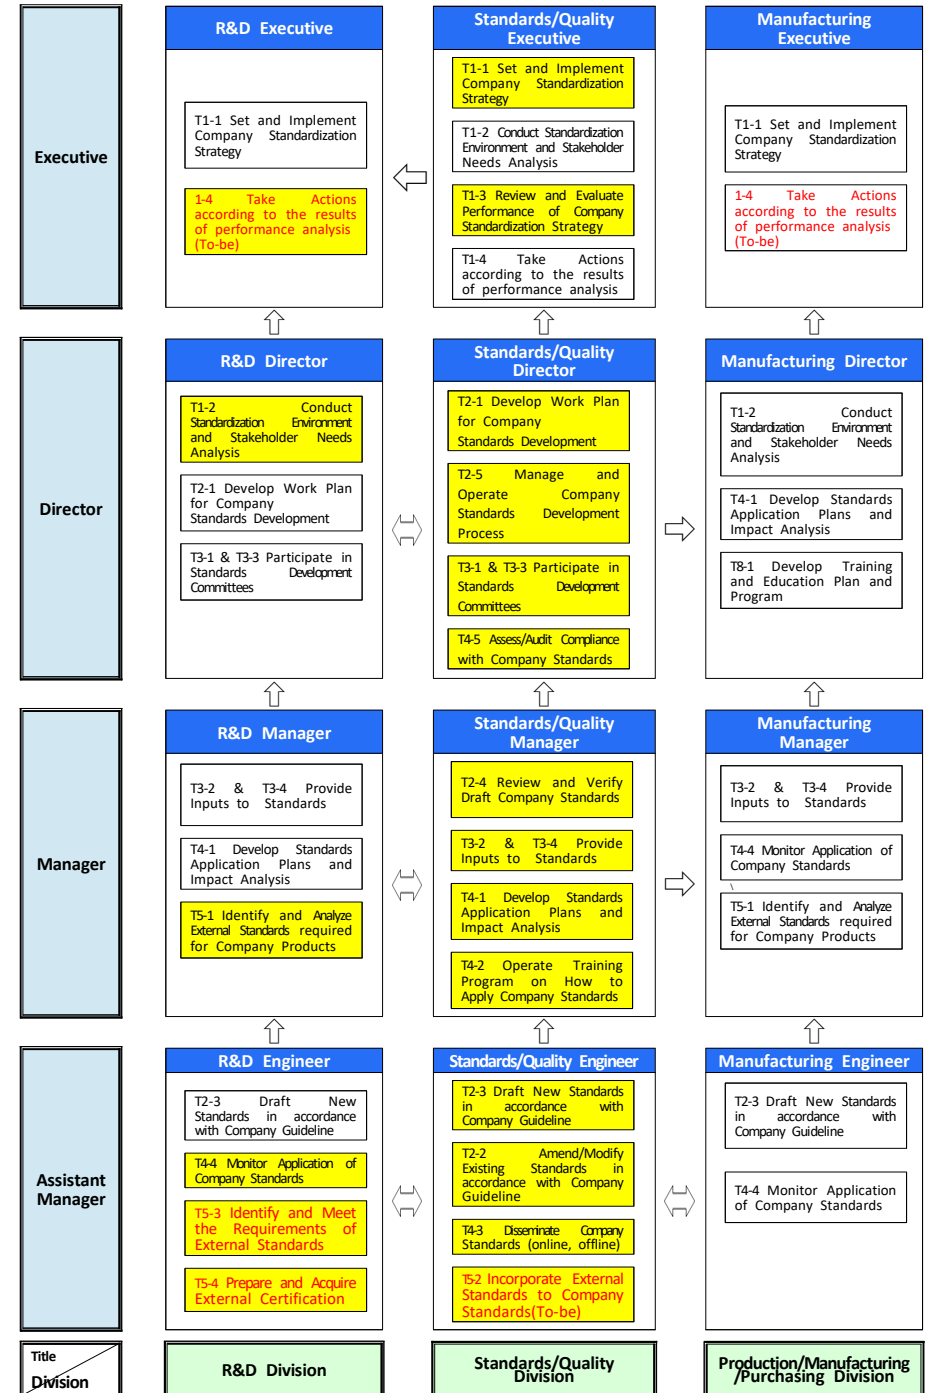 R&D Executive
Standards/Quality
Executive
Manufacturing
Executive
Executive
T1-1 Set and Implement
Company Standardization
Strategy
1-4 Take Actions
according to the results
of performance analysis
(To-be)
T1-1 Set and Implement
Company Standardization
Strategy
T1-2 Conduct Standardization
Environment and Stakeholder
Needs Analysis
T1-3 Review and Evaluate
Performance of Company
Standardization Strategy
T1-4 Take Actions
according to the results
of performance analysis
T1-1 Set and Implement
Company Standardization
Strategy
1-4 Take Actions
according to the results
of performance analysis
(To-be)
R&D Director
Standards/Quality
Director
Manufacturing Director
Director
T1-2 Conduct
Standardization Environment
and Stakeholder Needs
Analysis
T2-1 Develop Work Plan
for Company
Standards Development
T3-1 & T3-3 Participate in
Standards Development
Committees
T2-1 Develop Work Plan
for Company
Standards Development
T2-5 Manage and
Operate Company
Standards Development
Process
T3-1 & T3-3 Participate in
Standards Development
Committees
T4-5 Assess/Audit Compliance
with Company Standards
T1-2 Conduct
Standardization Environment
and Stakeholder Needs
Analysis
T4-1 Develop Standards
Application Plans and
Impact Analysis
T8-1 Develop Training
and Education Plan and
Program
R&D Manager
Standards/Quality
Manager
Manufacturing
Manager
Manager
T3-2 & T3-4 Provide
Inputs to Standards
T4-1 Develop Standards
Application Plans and
Impact Analysis
T5-1 Identify and Analyze
External Standards required
for Company Products
T2-4 Review and Verify
Draft Company Standards
T3-2 & T3-4 Provide
Inputs to Standards
T4-1 Develop Standards
Application Plans and
Impact Analysis
T4-2 Operate Training
Program on How to
Apply Company Standards
T3-2 & T3-4 Provide
Inputs to Standards
T4-4 Monitor Application of
Company Standards
\
T5-1 Identify and Analyze
External Standards required
for Company Products
R&D Engineer
Standards/Quality Engineer
Manufacturing Engineer
Assistant
Manager
T2-3 Draft New
Standards in accordance
with Company Guideline
T4-4 Monitor Application of
Company Standards
T5-3 Identify and Meet
the Requirements of
External Standards
T5-4 Prepare and Acquire
External Certification
T2-3 Draft New Standards
in accordance with
Company Guideline
T2-2 Amend/Modify
Existing Standards in
accordance with Company
Guideline
T4-3 Disseminate Company
Standards (online, offline)
T5-2 Incorporate External
Standards to Company
Standards(To-be)
T2-3 Draft New Standards
in accordance with
Company Guideline
T4-4 Monitor Application
of Company Standards
Title
Division
R&D Division
Standards/Quality
Division
Production/Manufacturing
/Purchasing Division